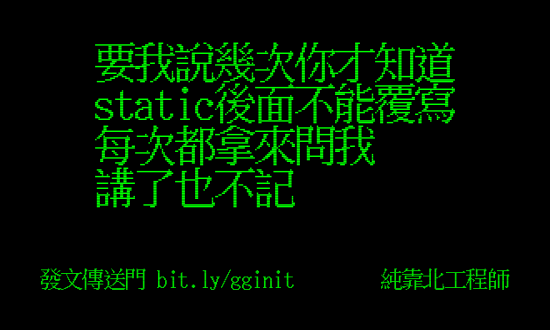 要我說幾次你才知道
static後面不能覆寫
每次都拿來問我
講了也不記
發文傳送門 bit.ly/gginit
純靠北工程師